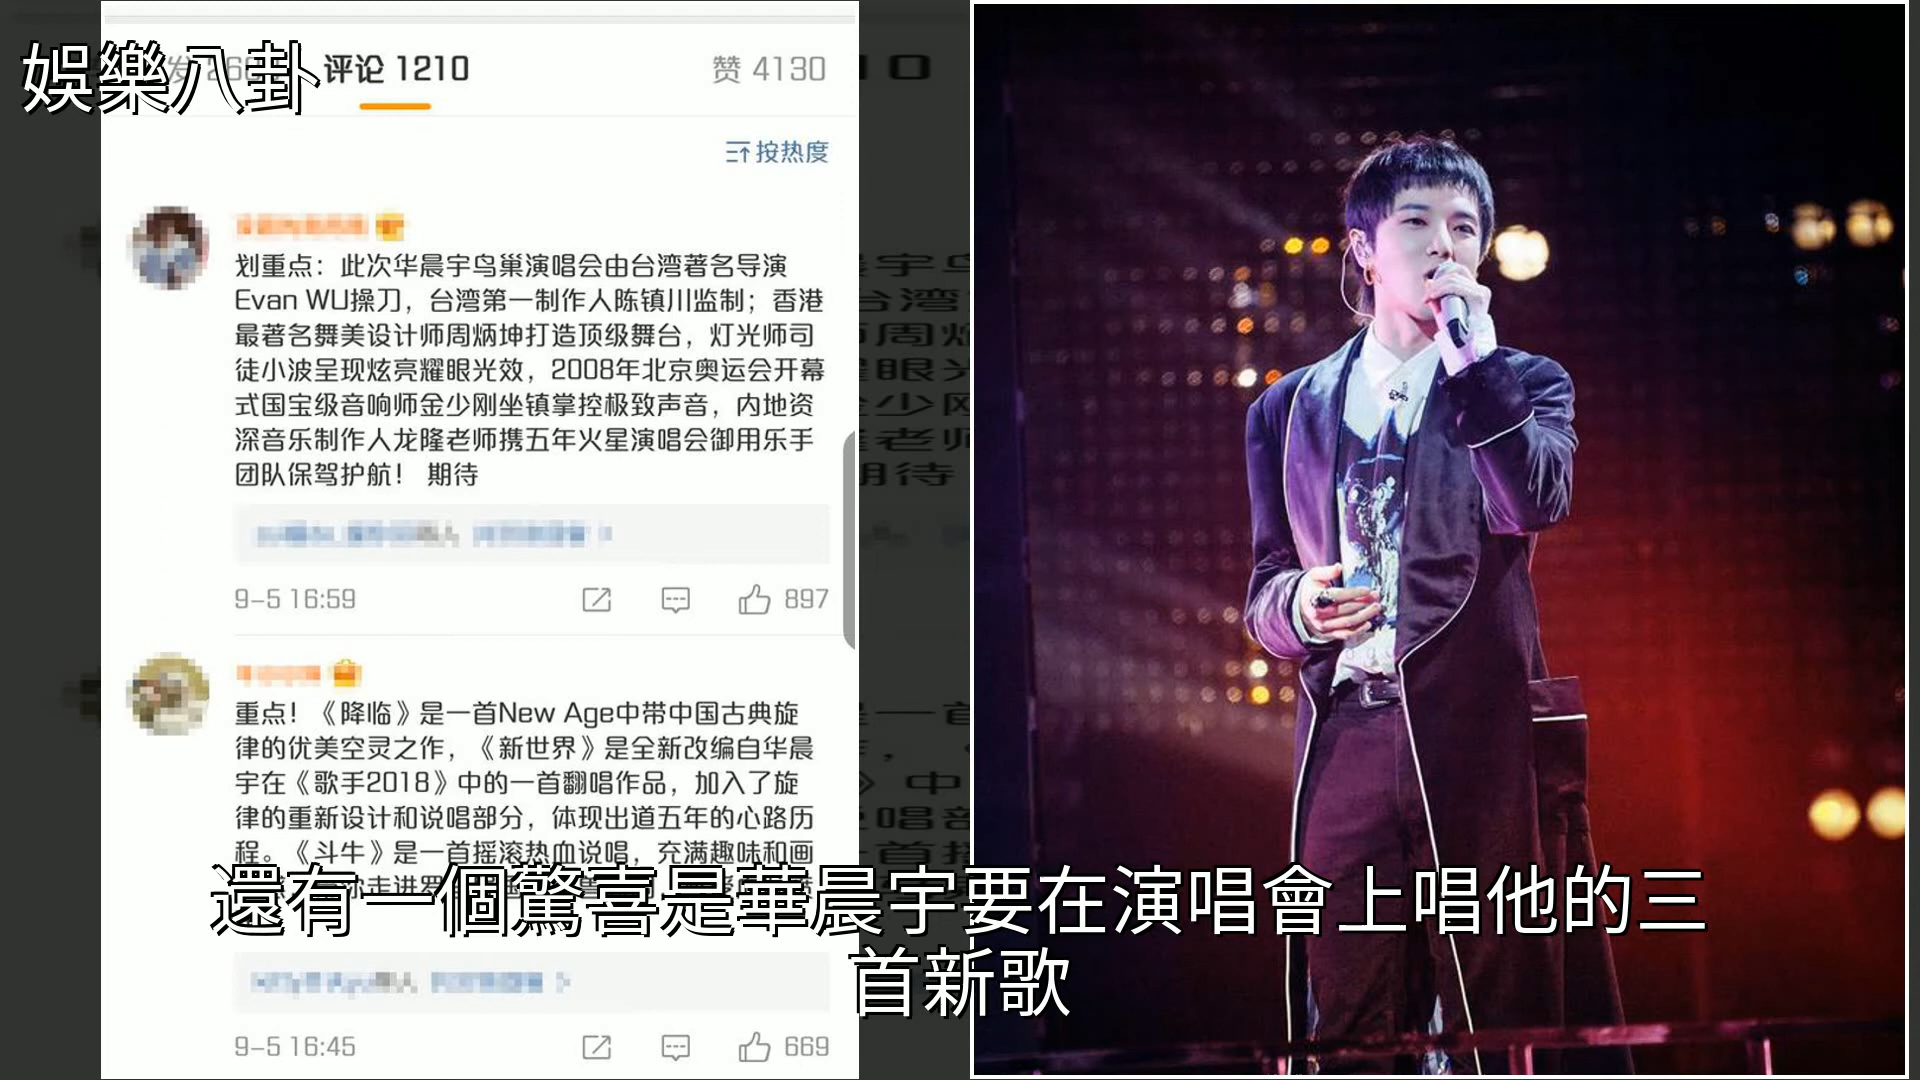 娛樂八卦
评论 1210
赞 4130
按热度
划重点：此次华晨宇鸟巢演唱会由台湾著名导演
Evan WU操刀，台湾第一制作人陈镇川监制；香港
最著名舞美设计师周炳坤打造顶级舞台，灯光师司
徒小波呈现炫亮耀眼光效，2008年北京奥运会开幕
式国宝级音响师金少刚坐镇掌控极致声音，内地资
深音乐制作人龙隆老师携五年火星演唱会御用乐手
团队保驾护航！ 期待
9-5 16:59
897
重点！《降临》是一首New Age中带中国古典旋
律的优美空灵之作，《新世界》是全新改编自华晨
宇在《歌手2018》中的一首翻唱作品，加入了旋
律的重新设计和说唱部分，体现出道五年的心路历
程。《斗牛》是一首摇滚热血说唱，充满趣味和画
還有一個驚喜是華晨宇要在演唱會上唱他的三
首新歌
9-5 16:45
669